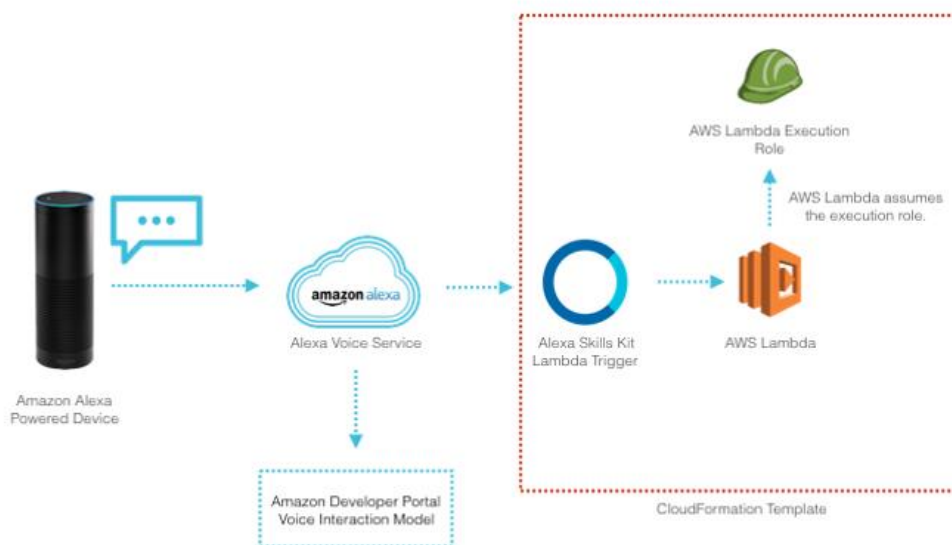 AWS Lambda Execution
Role
AWS Lambda assumes
the execution role.
amazon alexa
Alexa Voice Service
Alexa Skills Kit
Lambda Trigger
AWS Lambda
Amazon Alexa
Powered Device
Amazon Developer Portal
Voice Interaction Model
CloudFormation Template